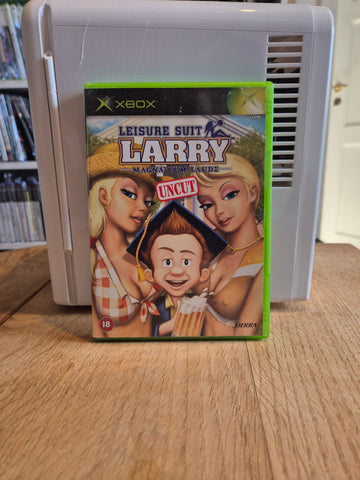 XBOX
LEISURE SUIT
LARRY
MAGNA CUM LAUDE
UNCUT
18
SIERRA